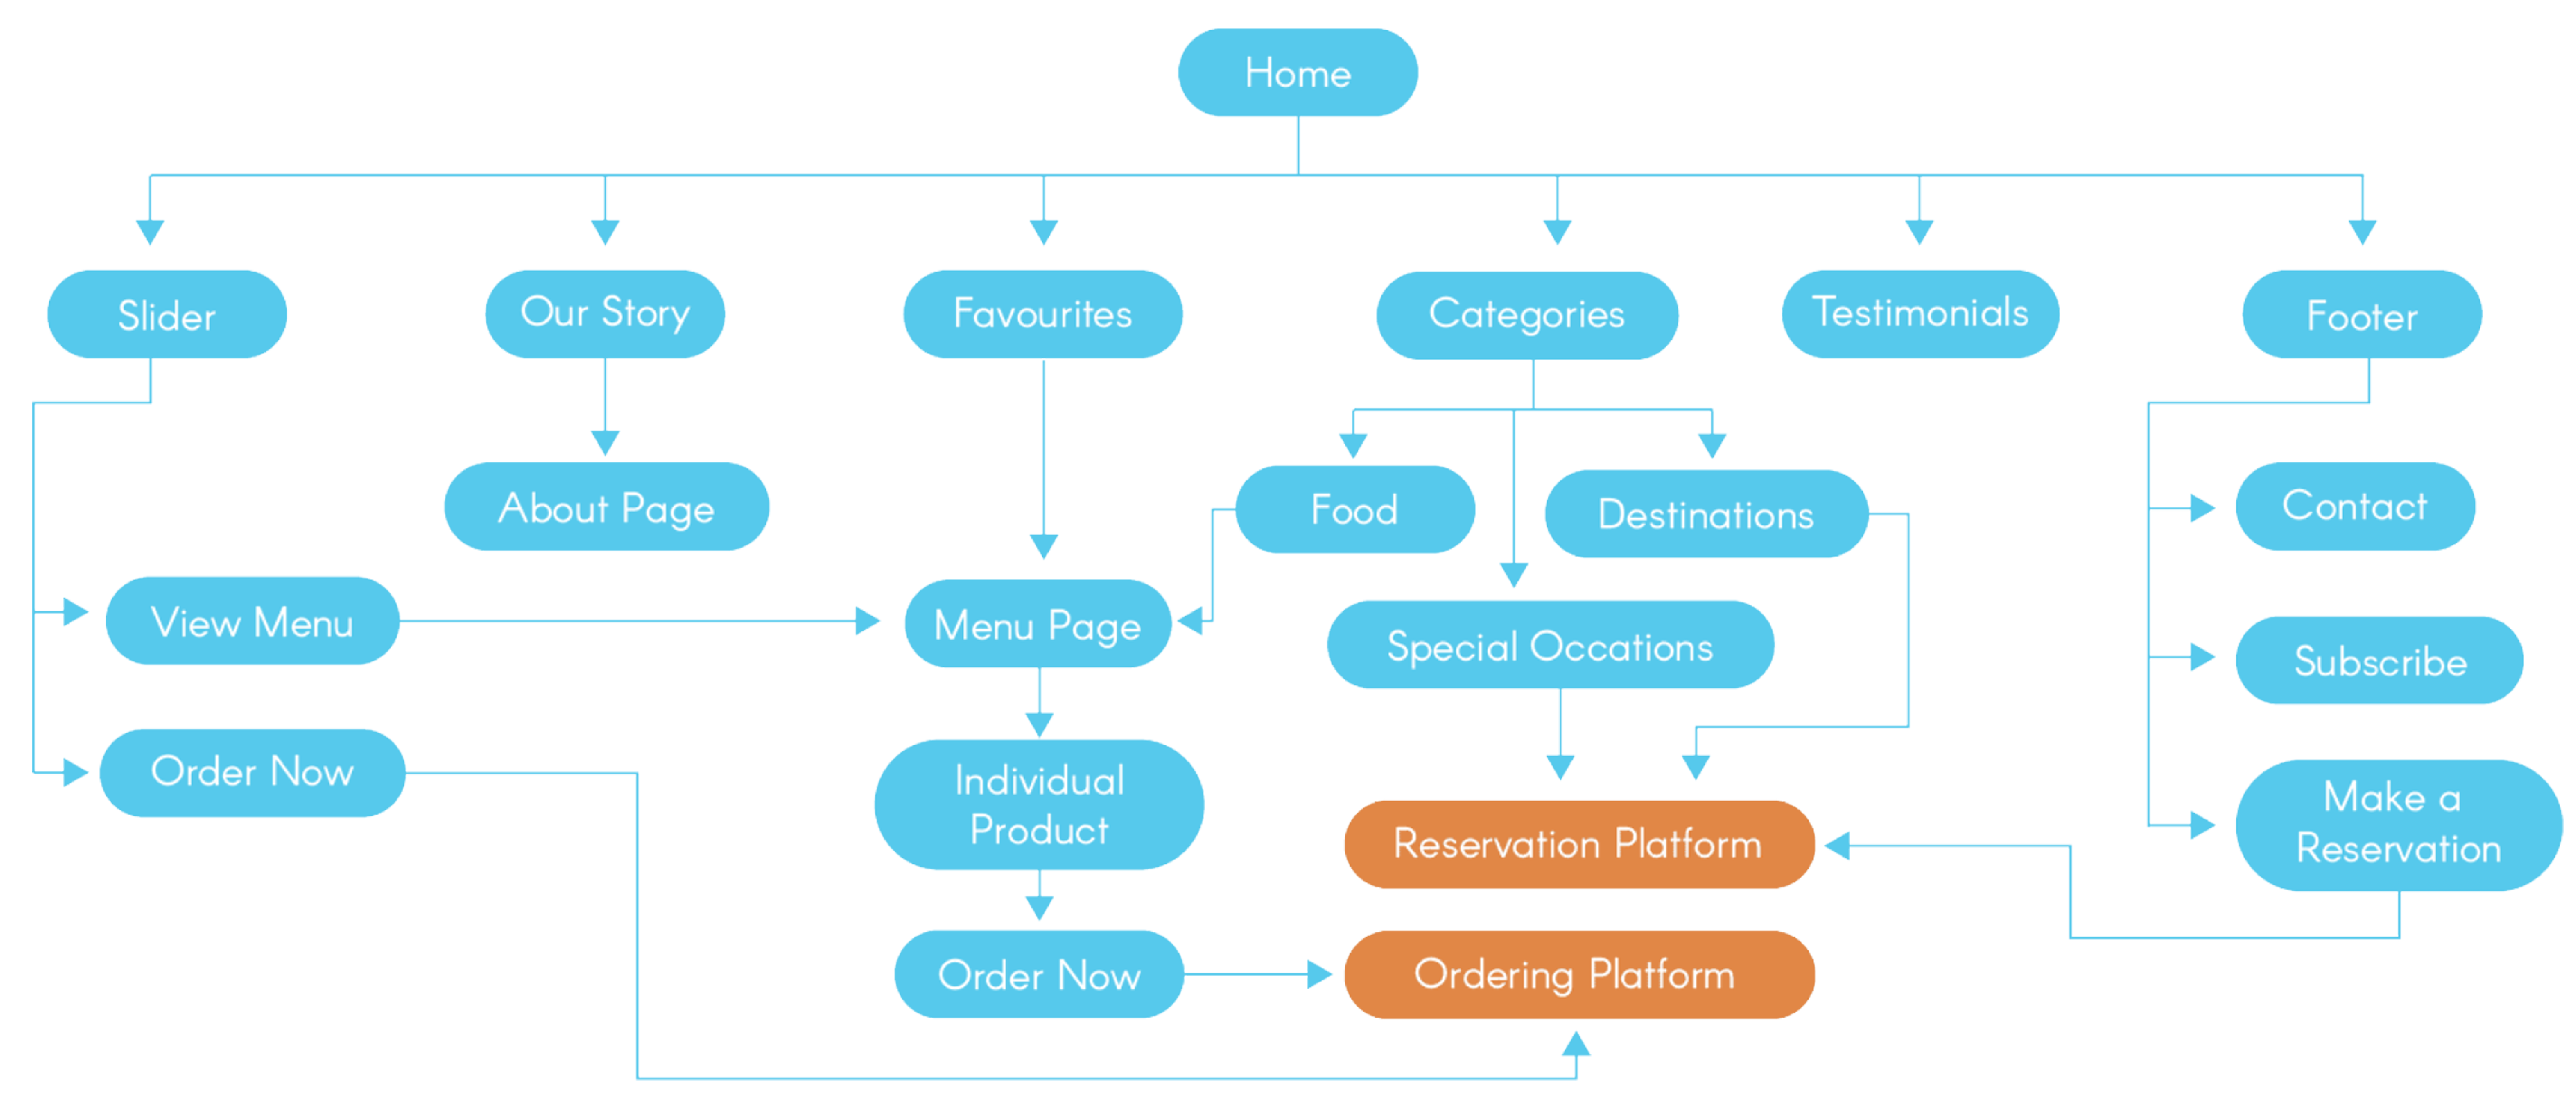 Home
Slider
Our Story
Favourites
Categories
Testimonials
Footer
About Page
Food
Destinations
Contact
View Menu
Menu Page
Special Occations
Subscribe
Order Now
Individual
Product
Reservation Platform
Make a
Reservation
Order Now
Ordering Platform